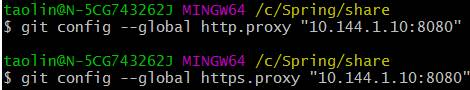 taolin@N-5CG743262J MINGW64 /c/Spring/share
$ git config --global http.proxy "10.144.1.10:8080"
taolin@N-5CG743262J MINGW64 /c/Spring/share
$ git config --global https.proxy "10.144.1.10:8080"